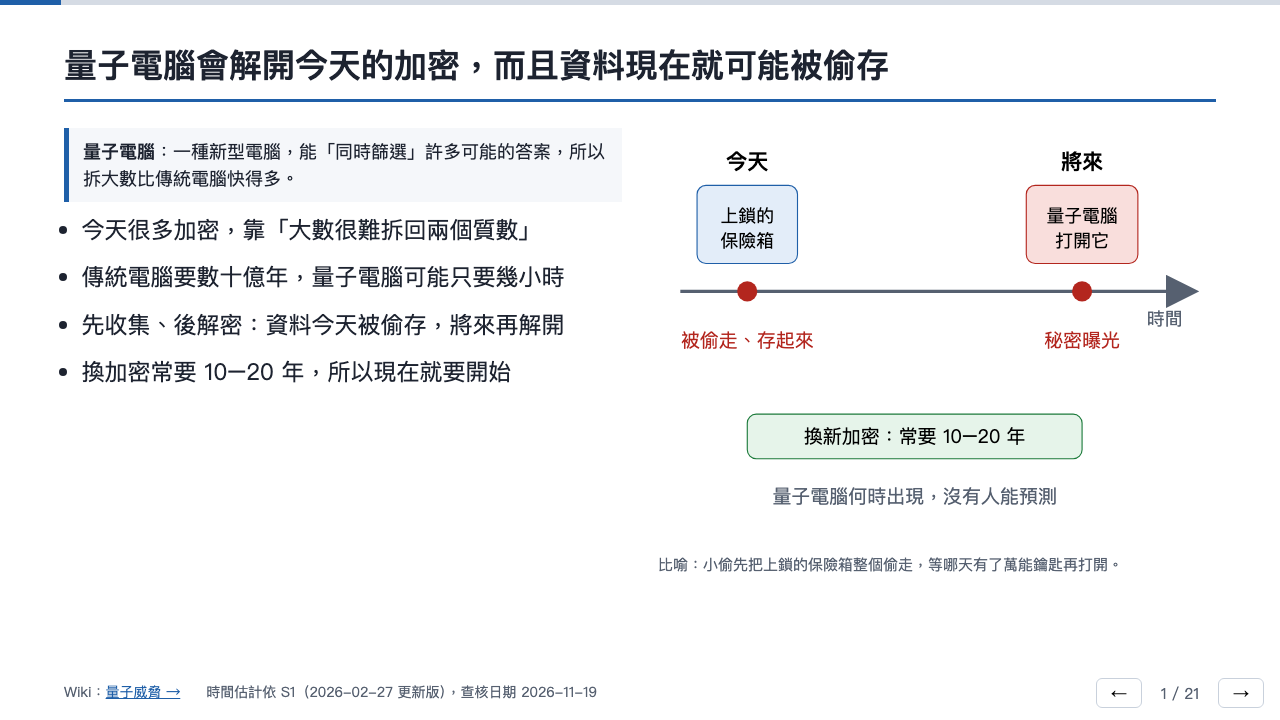 量子電腦會解開今天的加密，而且資料現在就可能被偷存
量子電腦：一種新型電腦，能「同時篩選」許多可能的答案，所以
拆大數比傳統電腦快得多。
• 今天很多加密，靠「大數很難拆回兩個質數」
• 傳統電腦要數十億年，量子電腦可能只要幾小時
• 先收集、後解密：資料今天被偷存，將來再解開
• 換加密常要 10–20 年，所以現在就要開始
今天
上鎖的
保險箱
被偷走、存起來
將來
量子電腦
打開它
秘密曝光
時間
換新加密：常要 10–20 年
量子電腦何時出現，沒有人能預測
比喻：小偷先把上鎖的保險箱整個偷走，等哪天有了萬能鑰匙再打開。
Wiki：量子威脅 → 時間估計依 S1（2026-02-27 更新版），查核日期 2026-11-19
← 1 / 21 →